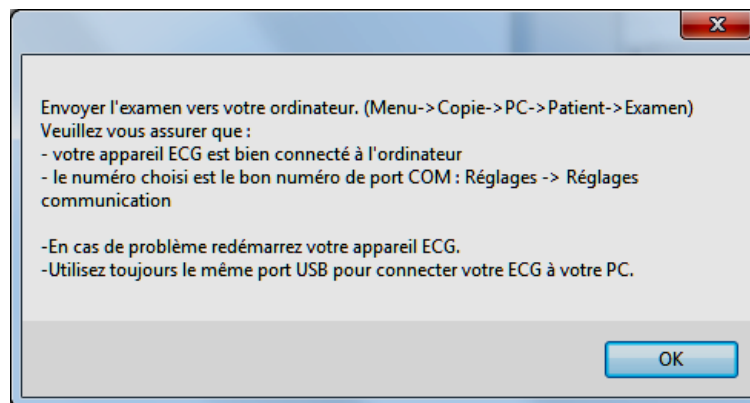 Envoyer l'examen vers votre ordinateur. (Menu->Copie->PC->Patient->Examen)
Veuillez vous assurer que :
- votre appareil ECG est bien connecté à l'ordinateur
- le numéro choisi est le bon numéro de port COM : Réglages -> Réglages
communication
-En cas de problème redémarrez votre appareil ECG.
-Utilisez toujours le même port USB pour connecter votre ECG à votre PC.
OK